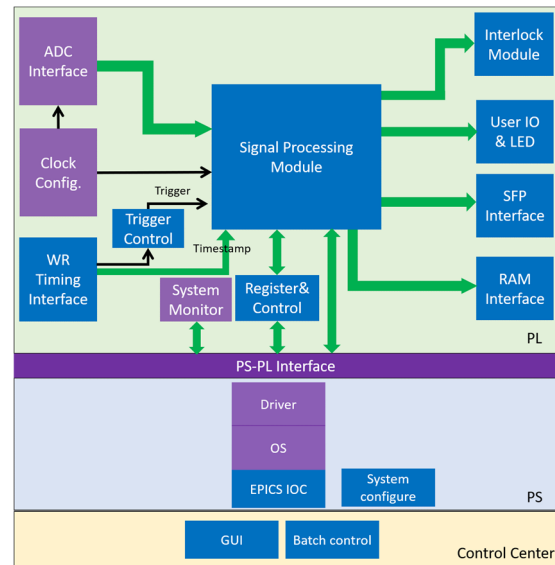 ADC
Interface
Interlock
Module
User IO
& LED
Signal Processing
Module
Clock
Config.
Trigger
SFP
Interface
Trigger
Control
WR
Timing
Interface
Timestamp
System
Monitor
Register&
Control
RAM
Interface
PL
PS-PL Interface
Driver
OS
EPICS IOC
System
configure
PS
GUI
Batch control
Control Center